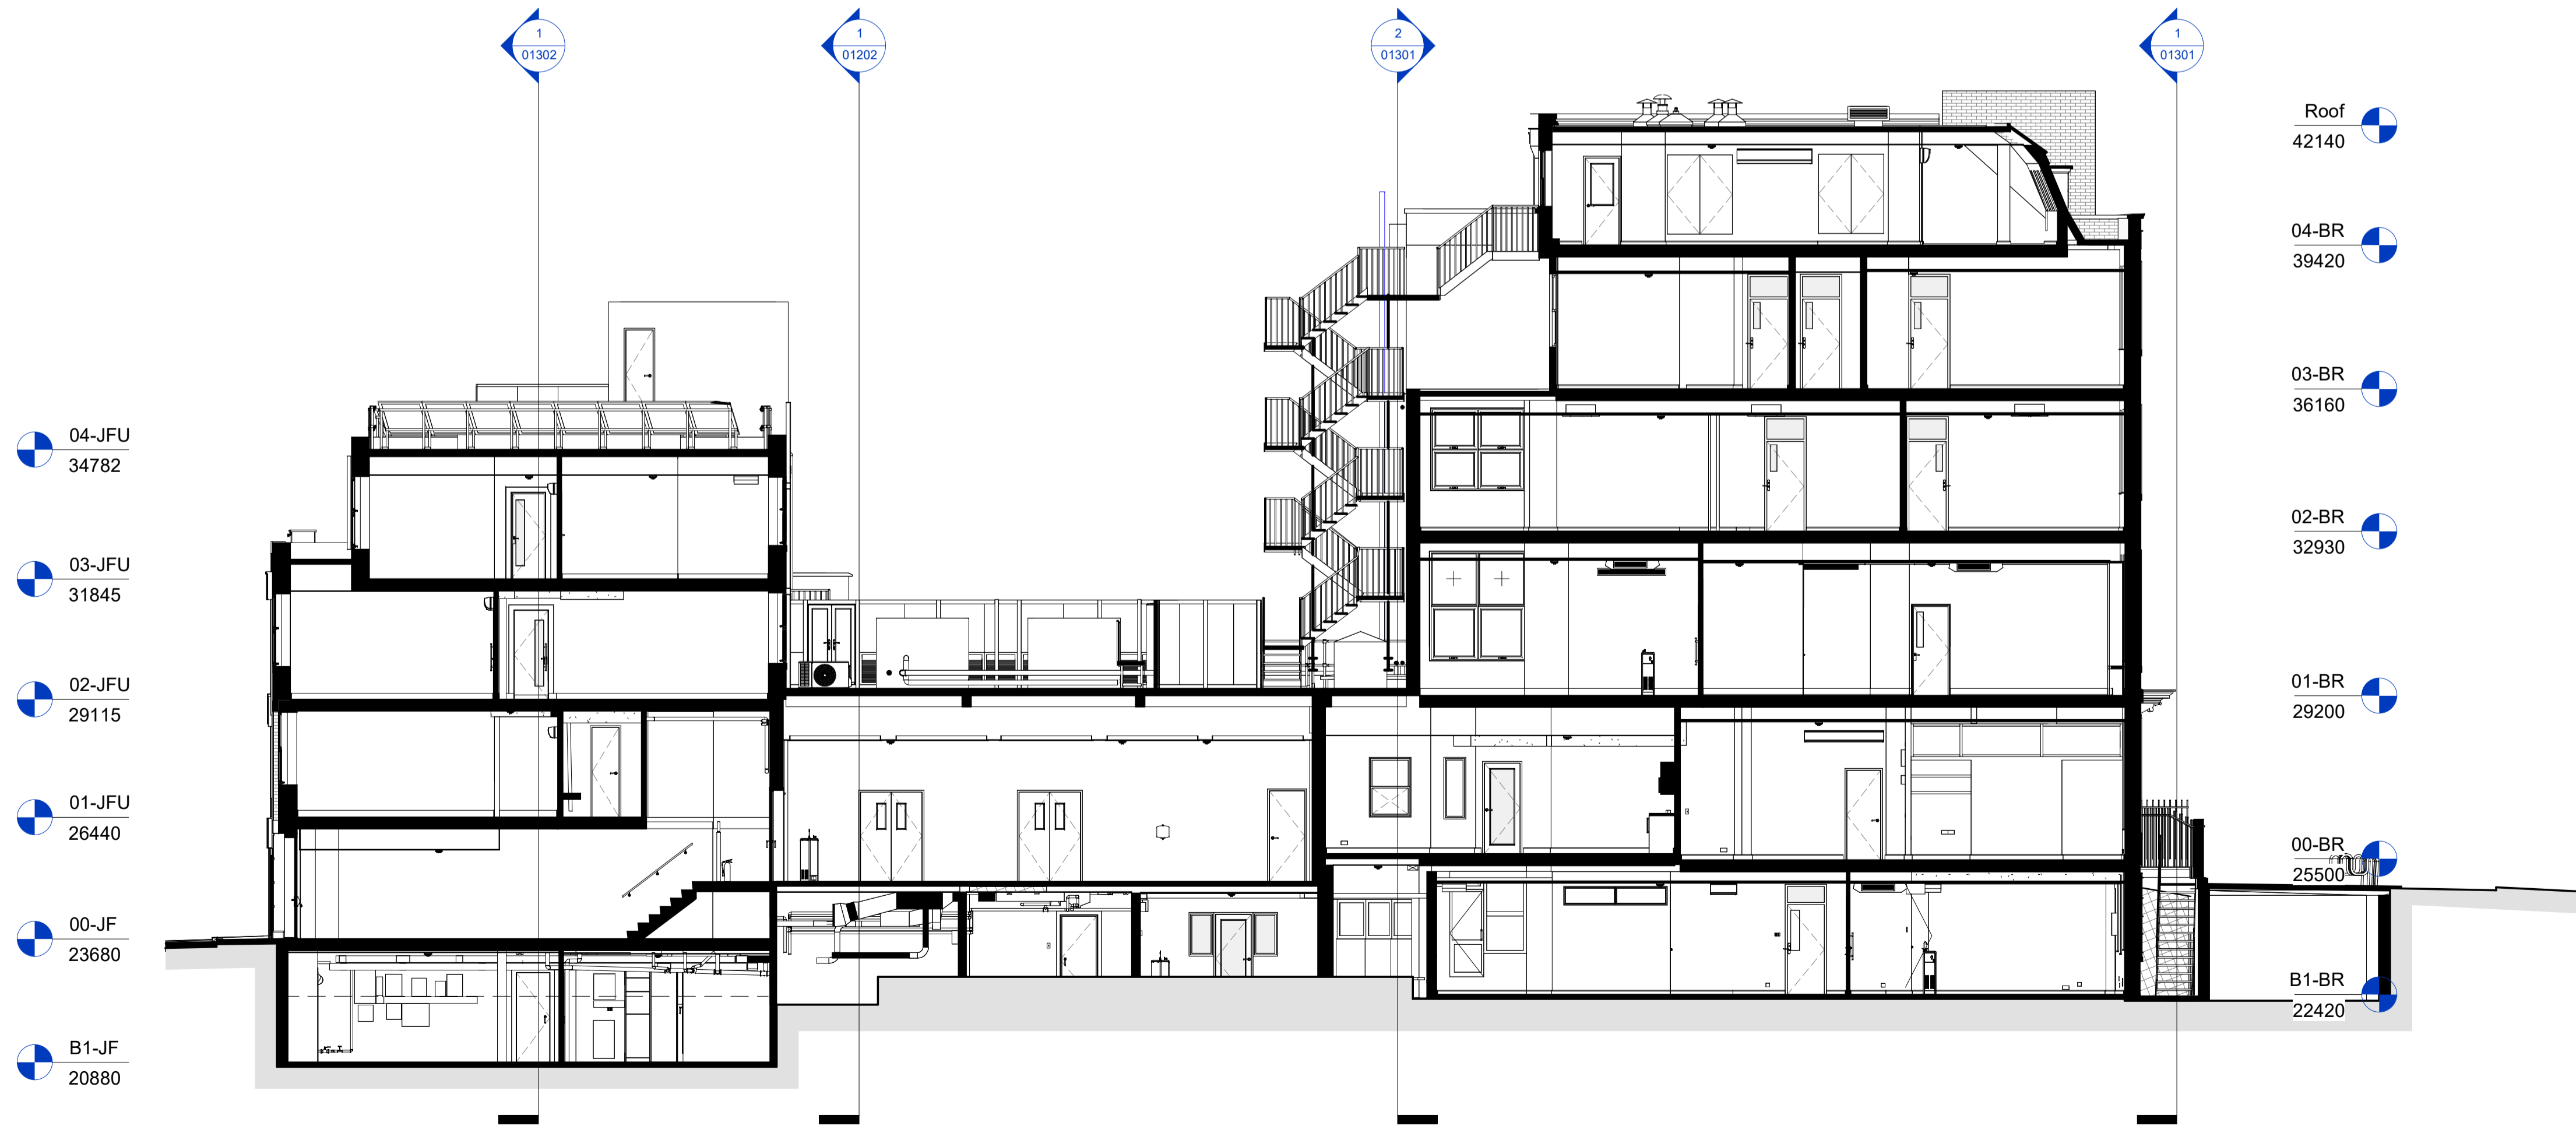 1
01302
1
01202
2
01301
1
01301
Roof
42140
04-BR
39420
03-BR
36160
04-JFU
34782
02-BR
32930
03-JFU
31845
02-JFU
29115
01-BR
29200
01-JFU
26440
00-BR
25500
00-JF
23680
B1-BR
22420
B1-JF
20880